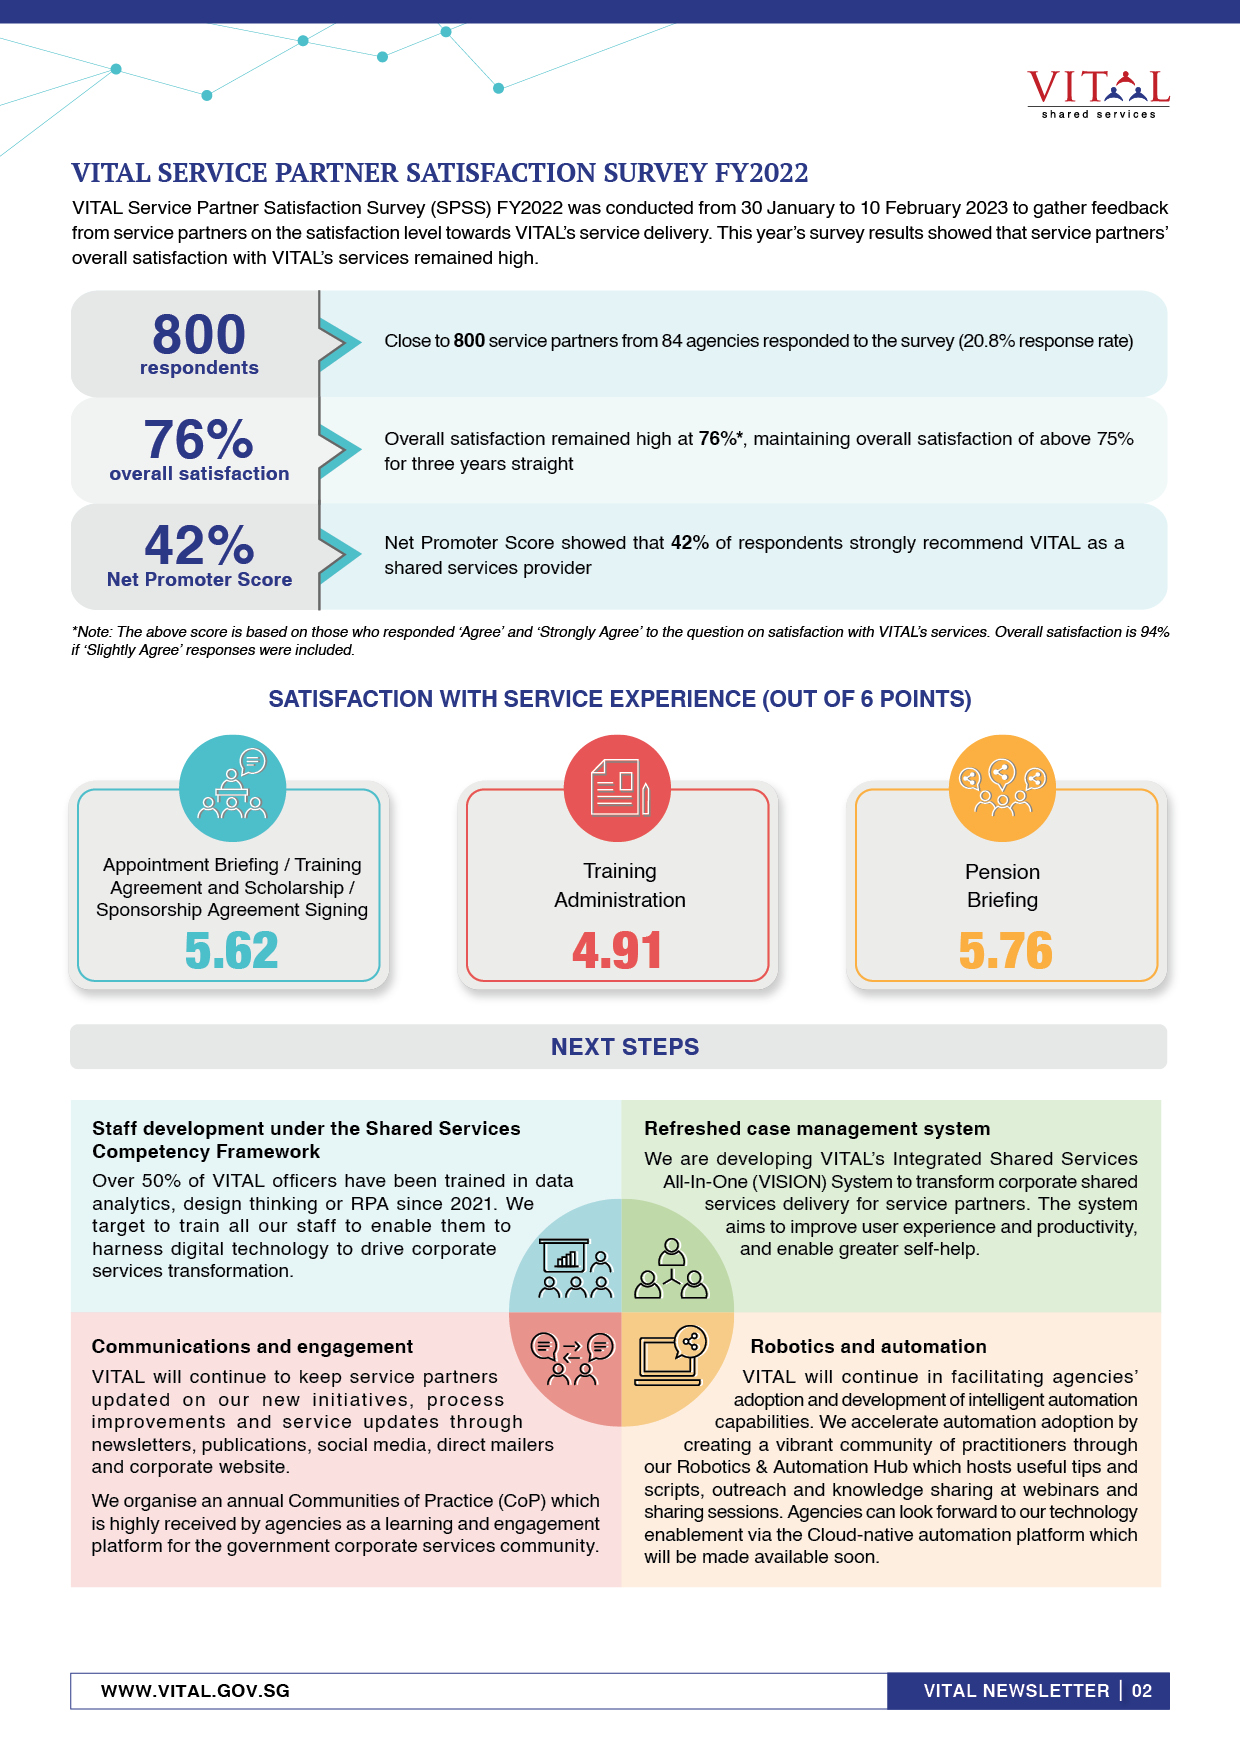 VITAL
shared services
VITAL SERVICE PARTNER SATISFACTION SURVEY FY2022
VITAL Service Partner Satisfaction Survey (SPSS) FY2022 was conducted from 30 January to 10 February 2023 to gather feedback
from service partners on the satisfaction level towards VITAL's service delivery. This year's survey results showed that service partners'
overall satisfaction with VITAL's services remained high.
800
respondents
Close to 800 service partners from 84 agencies responded to the survey (20.8% response rate)
76%
overall satisfaction
Overall satisfaction remained high at 76%*, maintaining overall satisfaction of above 75%
for three years straight
42%
Net Promoter Score
Net Promoter Score showed that 42% of respondents strongly recommend VITAL as a
shared services provider
*Note: The above score is based on those who responded 'Agree' and 'Strongly Agree' to the question on satisfaction with VITAL's services. Overall satisfaction is 94%
if 'Slightly Agree' responses were included.
SATISFACTION WITH SERVICE EXPERIENCE (OUT OF 6 POINTS)
Appointment Briefing / Training
Agreement and Scholarship /
Sponsorship Agreement Signing
5.62
Training
Administration
4.91
Pension
Briefing
5.76
NEXT STEPS
Staff development under the Shared Services
Competency Framework
Over 50% of VITAL officers have been trained in data
analytics, design thinking or RPA since 2021. We
target to train all our staff to enable them to
harness digital technology to drive corporate
services transformation.
Refreshed case management system
We are developing VITAL's Integrated Shared Services
All-In-One (VISION) System to transform corporate shared
services delivery for service partners. The system
aims to improve user experience and productivity,
and enable greater self-help.
Communications and engagement
VITAL will continue to keep service partners
updated on our new initiatives, process
improvements and service updates through
newsletters, publications, social media, direct mailers
and corporate website.
We organise an annual Communities of Practice (CoP) which
is highly received by agencies as a learning and engagement
platform for the government corporate services community.
Robotics and automation
VITAL will continue in facilitating agencies'
adoption and development of intelligent automation
capabilities. We accelerate automation adoption by
creating a vibrant community of practitioners through
our Robotics & Automation Hub which hosts useful tips and
scripts, outreach and knowledge sharing at webinars and
sharing sessions. Agencies can look forward to our technology
enablement via the Cloud-native automation platform which
will be made available soon.
WWW.VITAL.GOV.SG
VITAL NEWSLETTER | 02